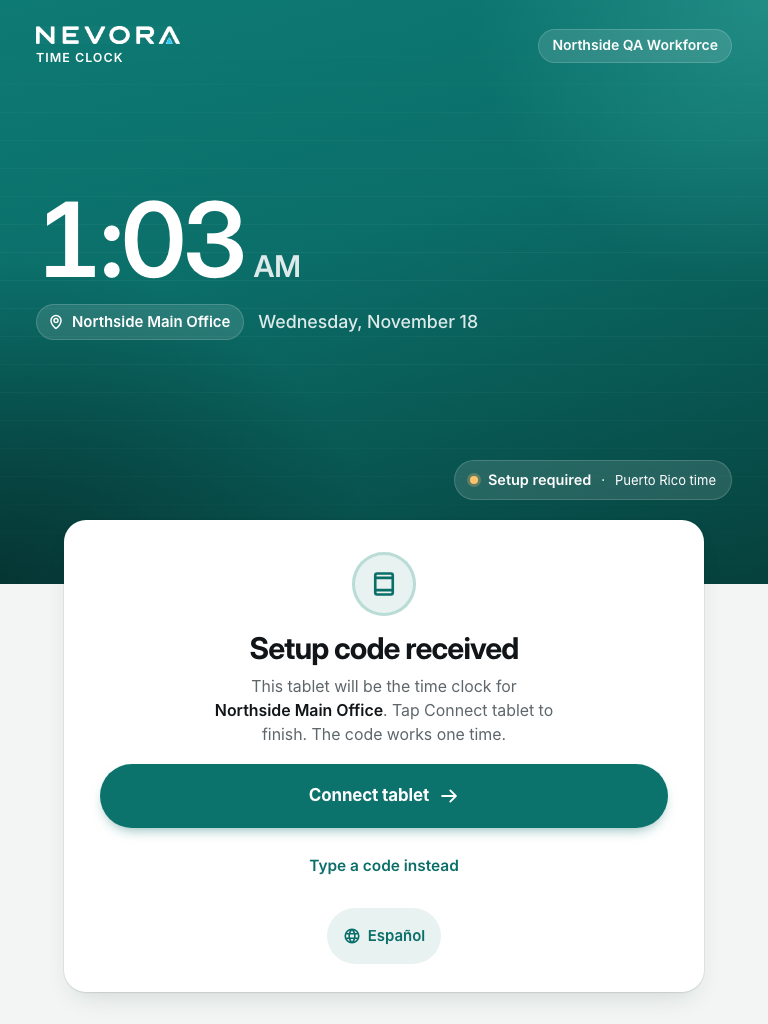 NEVORA
TIME CLOCK
Northside QA Workforce
1:03 AM
Northside Main Office
Wednesday, November 18
Setup required · Puerto Rico time
Setup code received
This tablet will be the time clock for
Northside Main Office. Tap Connect tablet to
finish. The code works one time.
Connect tablet →
Type a code instead
Español